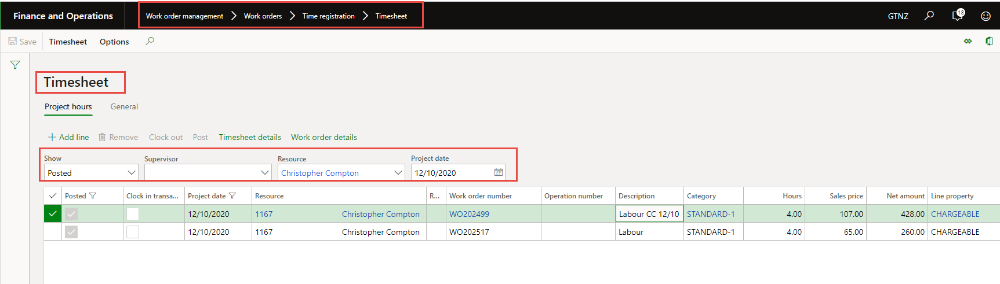 Finance and Operations
Work order management > Work orders > Time registration > Timesheet
GTNZ
18
Save Timesheet Options
Timesheet
Project hours General
+ Add line Remove Clock out Post Timesheet details Work order details
Show Supervisor Resource Project date
Posted Christopher Compton 12/10/2020
Posted Clock in transa... Project date Resource R... Work order number Operation number Description Category Hours Sales price Net amount Line property
12/10/2020 1167 Christopher Compton WO202499 Labour CC 12/10 STANDARD-1 4.00 107.00 428.00 CHARGEABLE
12/10/2020 1167 Christopher Compton WO202517 Labour STANDARD-1 4.00 65.00 260.00 CHARGEABLE